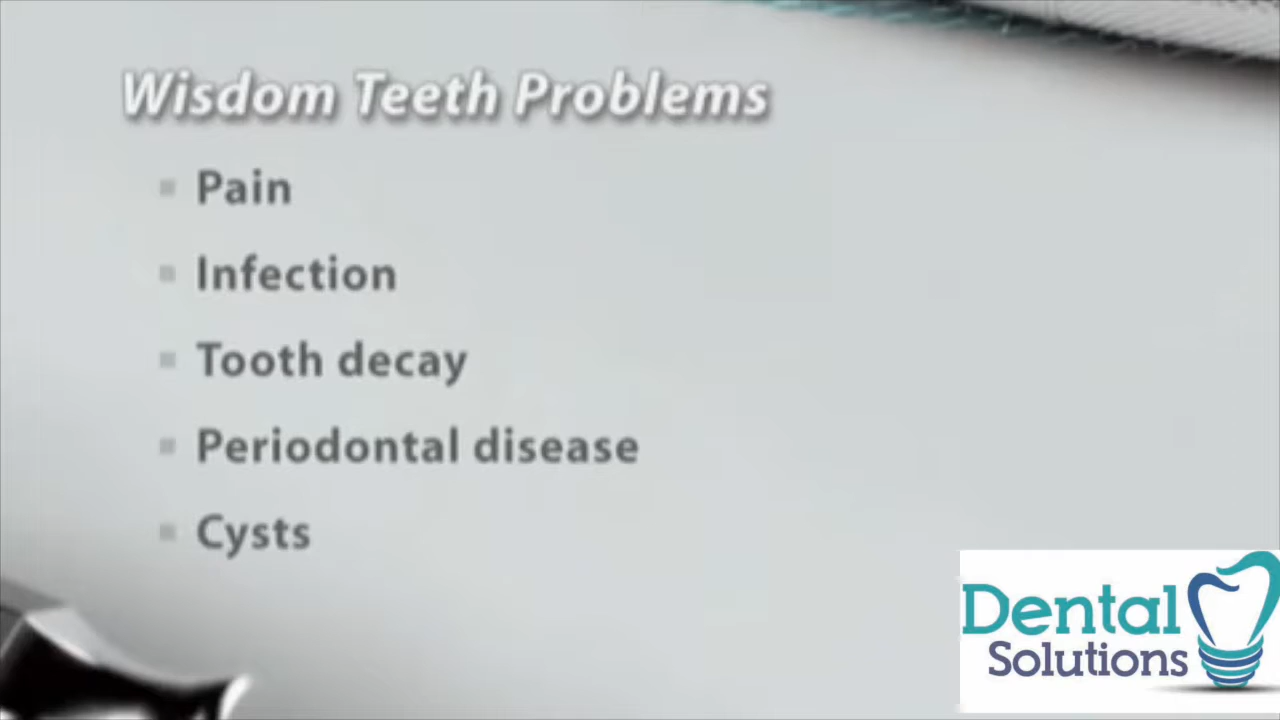 Wisdom Teeth Problems
Pain
Infection
Tooth decay
Periodontal disease
Cysts
Dental
Solutions